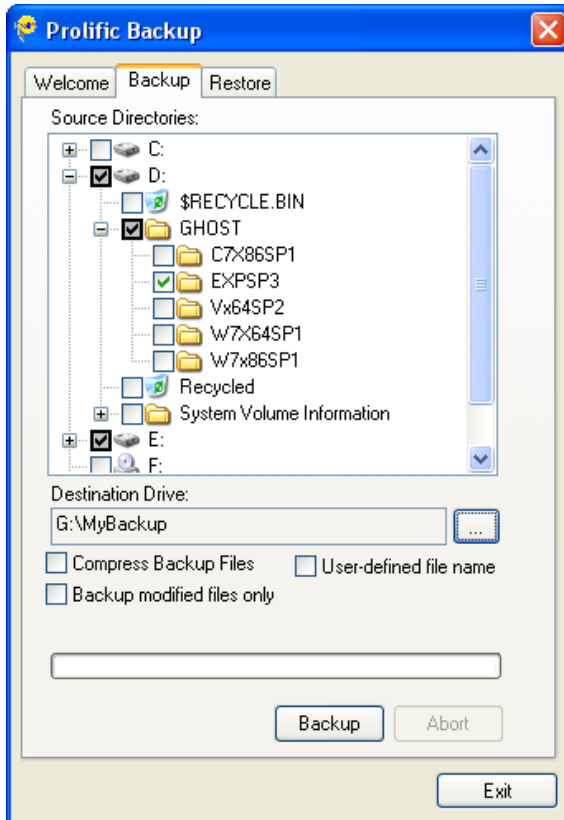 Prolific Backup
Welcome Backup Restore
Source Directories:
C:
D:
$RECYCLE.BIN
GHOST
C7X86SP1
EXPSP3
Vx64SP2
W7X64SP1
W7x86SP1
Recycled
System Volume Information
E:
F:
Destination Drive:
G:\MyBackup
...
Compress Backup Files User-defined file name
Backup modified files only
Backup Abort
Exit